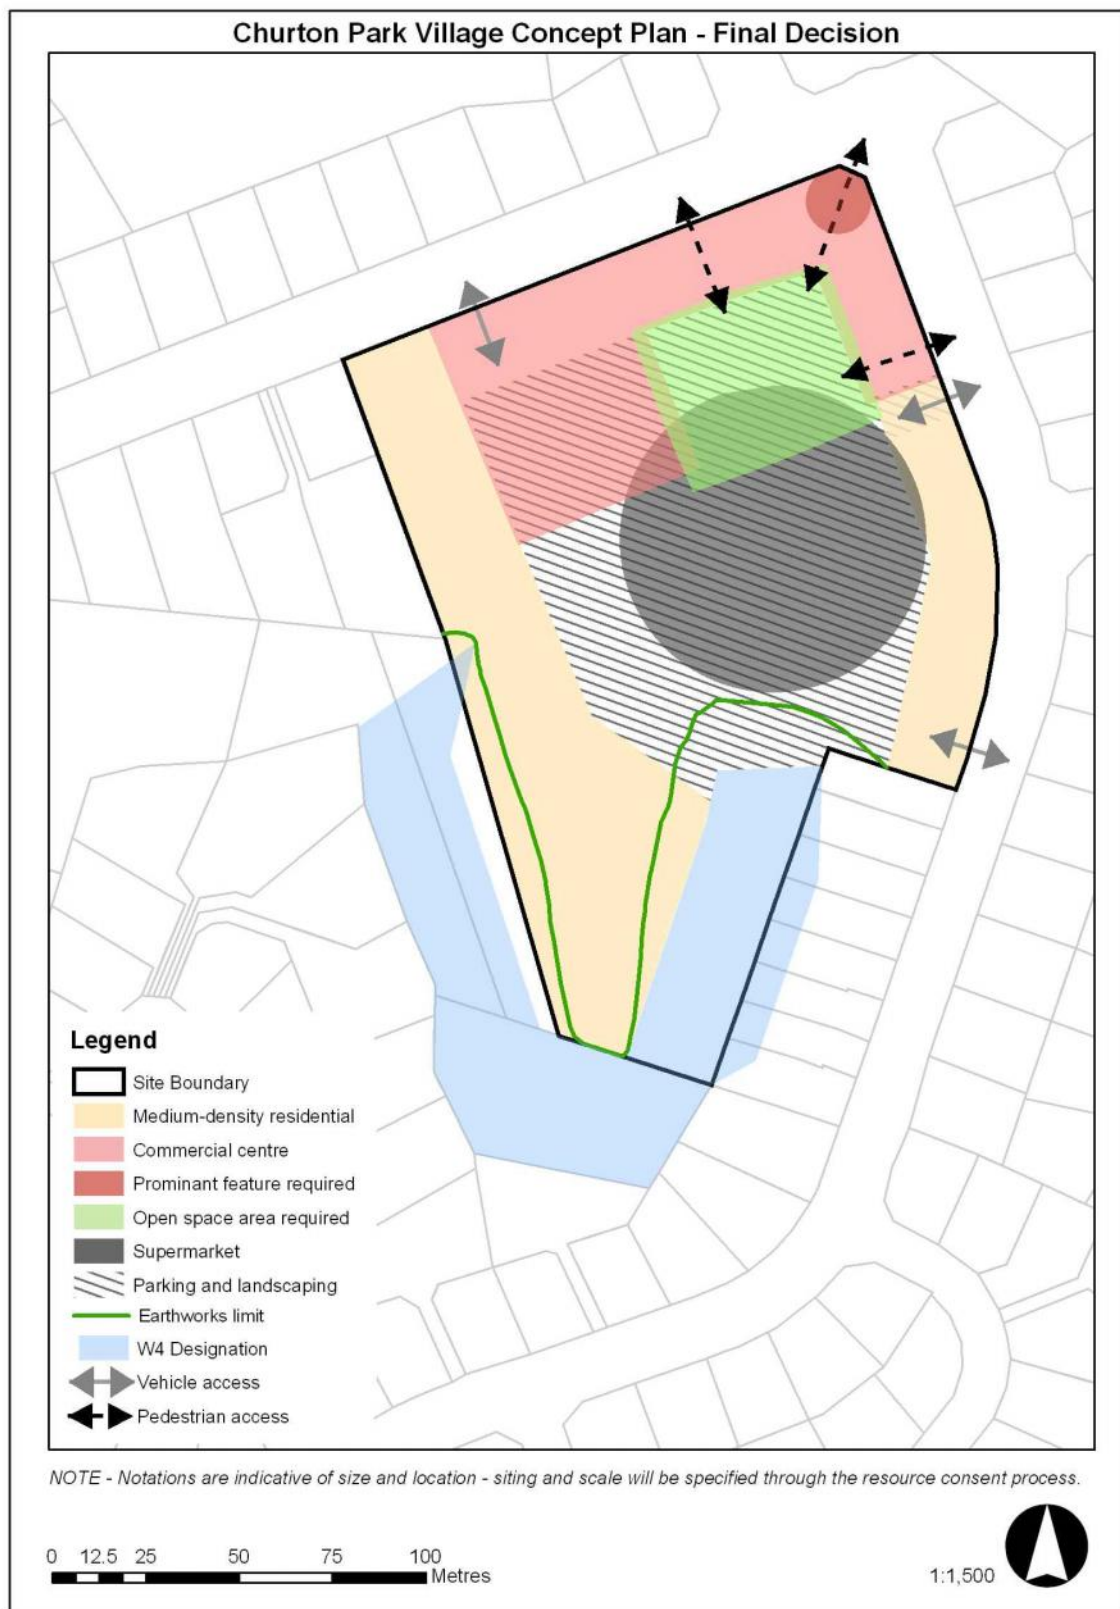 Churton Park Village Concept Plan - Final Decision
Legend
Site Boundary
Medium-density residential
Commercial centre
Prominant feature required
Open space area required
Supermarket
Parking and landscaping
Earthworks limit
W4 Designation
Vehicle access
Pedestrian access
NOTE - Notations are indicative of size and location - siting and scale will be specified through the resource consent process.
0 12.5 25 50 75 100
Metres
1:1,500